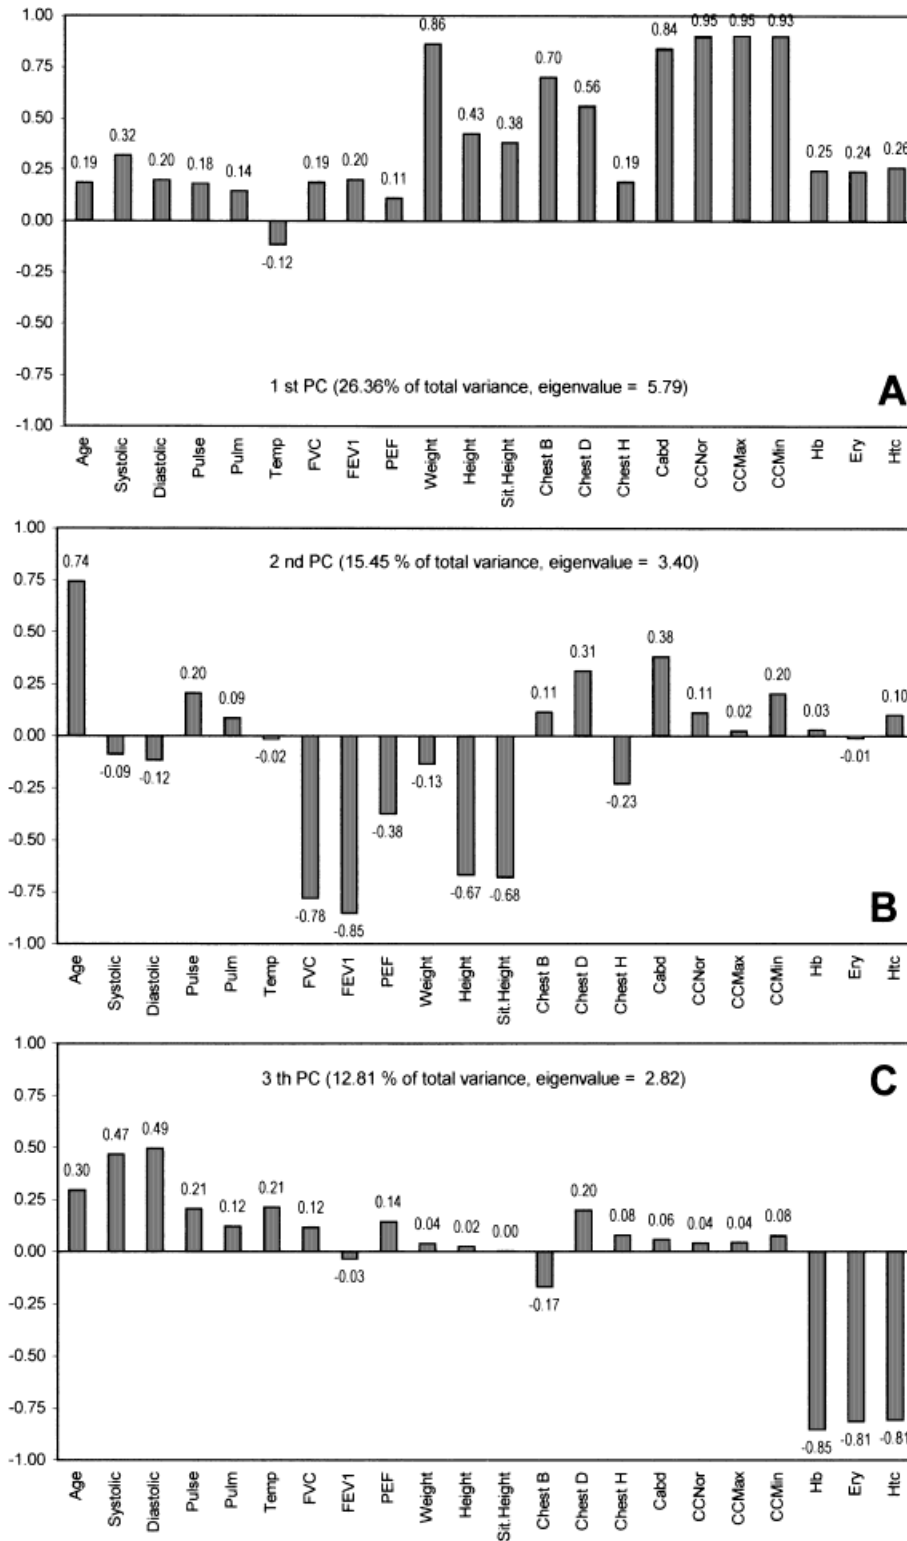 1.00
0.75
0.50
0.25
0.00
-0.25
-0.50
-0.75
-1.00
0.19 0.32 0.20 0.18 0.14 -0.12 0.19 0.20 0.11 0.86 0.43 0.38 0.70 0.56 0.19 0.84 0.95 0.95 0.93 0.25 0.24 0.26
1 st PC (26.36% of total variance, eigenvalue = 5.79)
A
Age Systolic Diastolic Pulse Pulm Temp FVC FEV1 PEF Weight Height Sit.Height Chest B Chest D Chest H Cabd CCNor CCMax CCMin Hb Ery Htc
1.00
0.75
0.50
0.25
0.00
-0.25
-0.50
-0.75
-1.00
2 nd PC (15.45 % of total variance, eigenvalue = 3.40)
0.74 -0.09 -0.12 0.20 0.09 -0.02 -0.78 -0.85 -0.38 -0.13 -0.67 -0.68 0.11 0.31 -0.23 0.38 0.11 0.02 0.20 0.03 -0.01 0.10
B
Age Systolic Diastolic Pulse Pulm Temp FVC FEV1 PEF Weight Height Sit.Height Chest B Chest D Chest H Cabd CCNor CCMax CCMin Hb Ery Htc
1.00
0.75
0.50
0.25
0.00
-0.25
-0.50
-0.75
-1.00
3 th PC (12.81 % of total variance, eigenvalue = 2.82)
C
0.30 0.47 0.49 0.21 0.12 0.21 0.12 -0.03 0.14 0.04 0.02 0.00 -0.17 0.20 0.08 0.06 0.04 0.04 0.08 -0.85 -0.81 -0.81
Age Systolic Diastolic Pulse Pulm Temp FVC FEV1 PEF Weight Height Sit.Height Chest B Chest D Chest H Cabd CCNor CCMax CCMin Hb Ery Htc